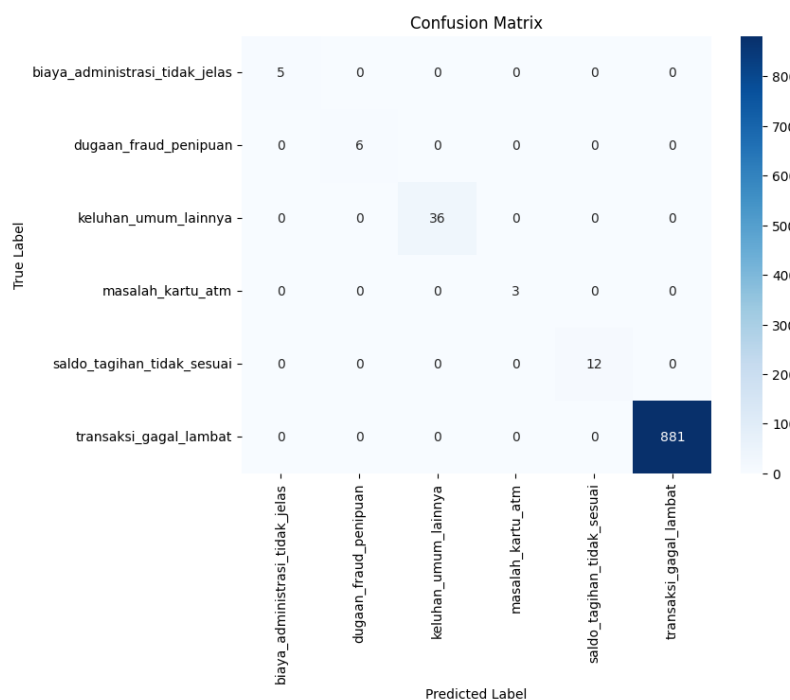 Confusion Matrix
True Label
biaya_administrasi_tidak_jelas 5 0 0 0 0 0
dugaan_fraud_penipuan 0 6 0 0 0 0
keluhan_umum_lainnya 0 0 36 0 0 0
masalah_kartu_atm 0 0 0 3 0 0
saldo_tagihan_tidak_sesuai 0 0 0 0 12 0
transaksi_gagal_lambat 0 0 0 0 0 881
biaya_administrasi_tidak_jelas
dugaan_fraud_penipuan
keluhan_umum_lainnya
masalah_kartu_atm
saldo_tagihan_tidak_sesuai
transaksi_gagal_lambat
Predicted Label
800
700
600
500
400
300
200
100
0